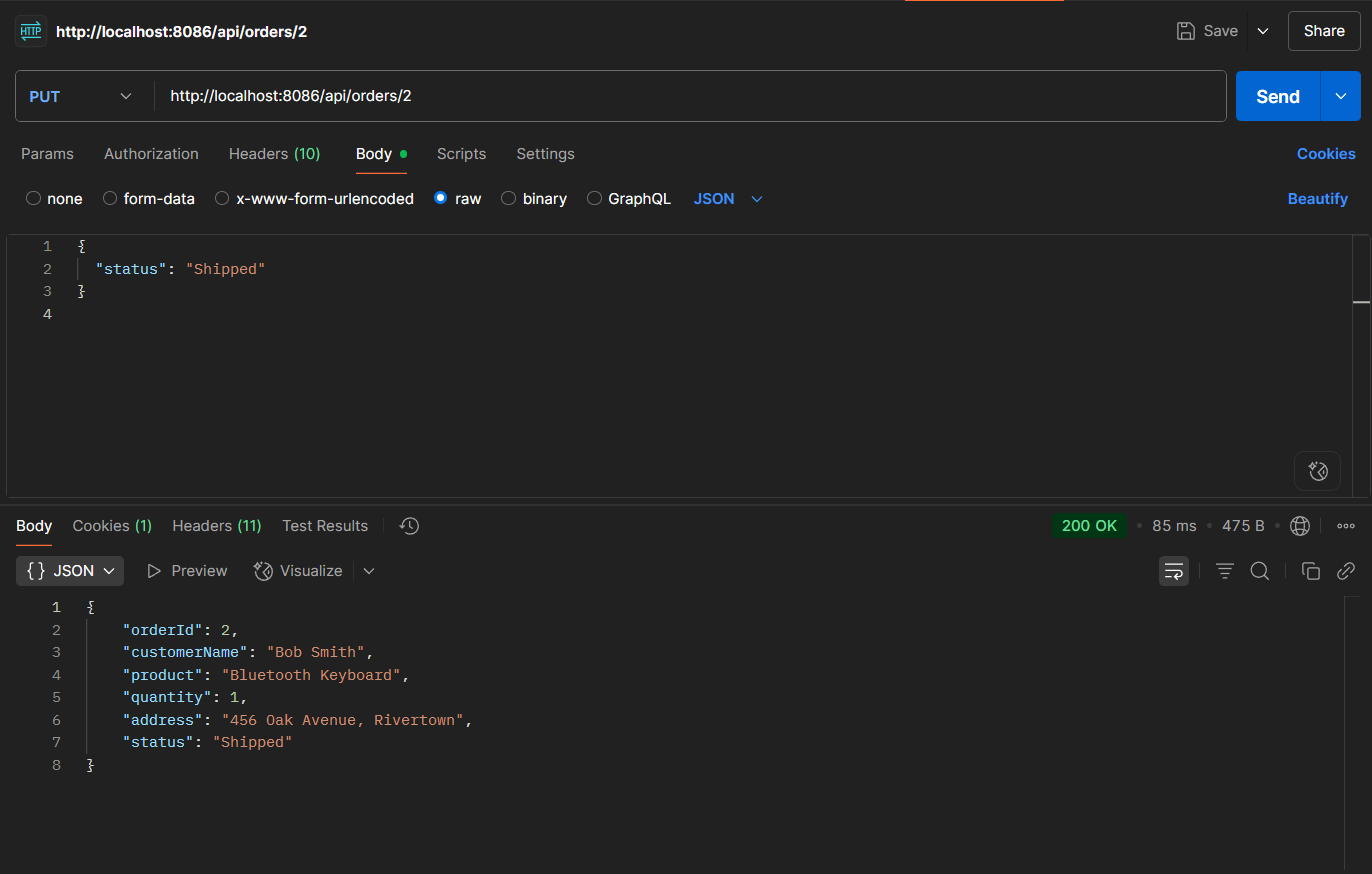 HTTP http://localhost:8086/api/orders/2 Save Share
PUT http://localhost:8086/api/orders/2 Send
Params Authorization Headers (10) Body Scripts Settings Cookies
none form-data x-www-form-urlencoded raw binary GraphQL JSON Beautify
1 {
2 "status": "Shipped"
3 }
4
Body Cookies (1) Headers (11) Test Results 200 OK • 85 ms • 475 B •
{} JSON Preview Visualize
1 {
2 "orderId": 2,
3 "customerName": "Bob Smith",
4 "product": "Bluetooth Keyboard",
5 "quantity": 1,
6 "address": "456 Oak Avenue, Rivertown",
7 "status": "Shipped"
8 }